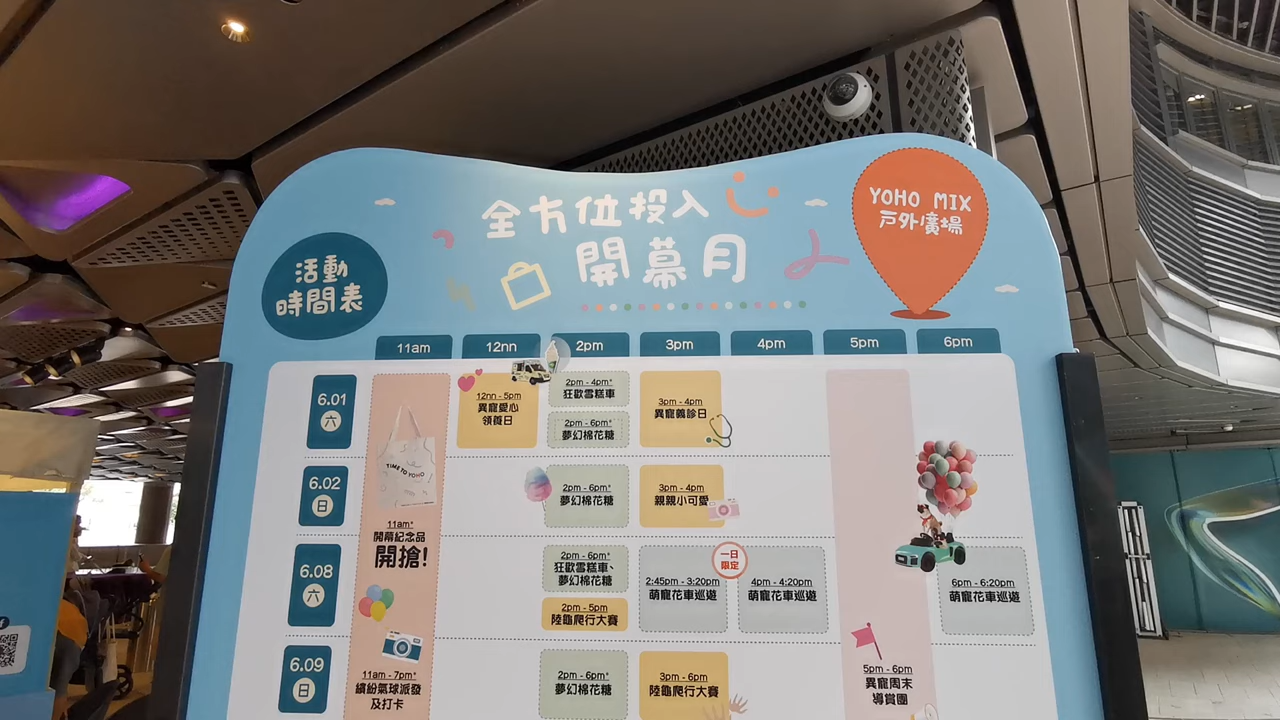 全方位投入
開幕月
YOHO MIX
戶外廣場
活動
時間表
11am
12nn
2pm
3pm
4pm
5pm
6pm
6.01
六
12nn - 5pm
異寵愛心
領養日
2pm - 4pm*
狂歡雪糕車
2pm - 6pm*
夢幻棉花糖
3pm - 4pm
異寵義診日
TIME TO YOHO
6.02
日
2pm - 6pm*
夢幻棉花糖
3pm - 4pm
親親小可愛
11am*
開幕紀念品
開搶!
6.08
六
2pm - 6pm*
狂歡雪糕車、
夢幻棉花糖
2pm - 5pm
陸龜爬行大賽
一日
限定
2:45pm - 3:20pm
萌寵花車巡遊
4pm - 4:20pm
萌寵花車巡遊
6pm - 6:20pm
萌寵花車巡遊
6.09
日
11am - 7pm*
繽紛氣球派發
及打卡
2pm - 6pm*
夢幻棉花糖
3pm - 6pm
陸龜爬行大賽
5pm - 6pm
異寵周末
導賞團